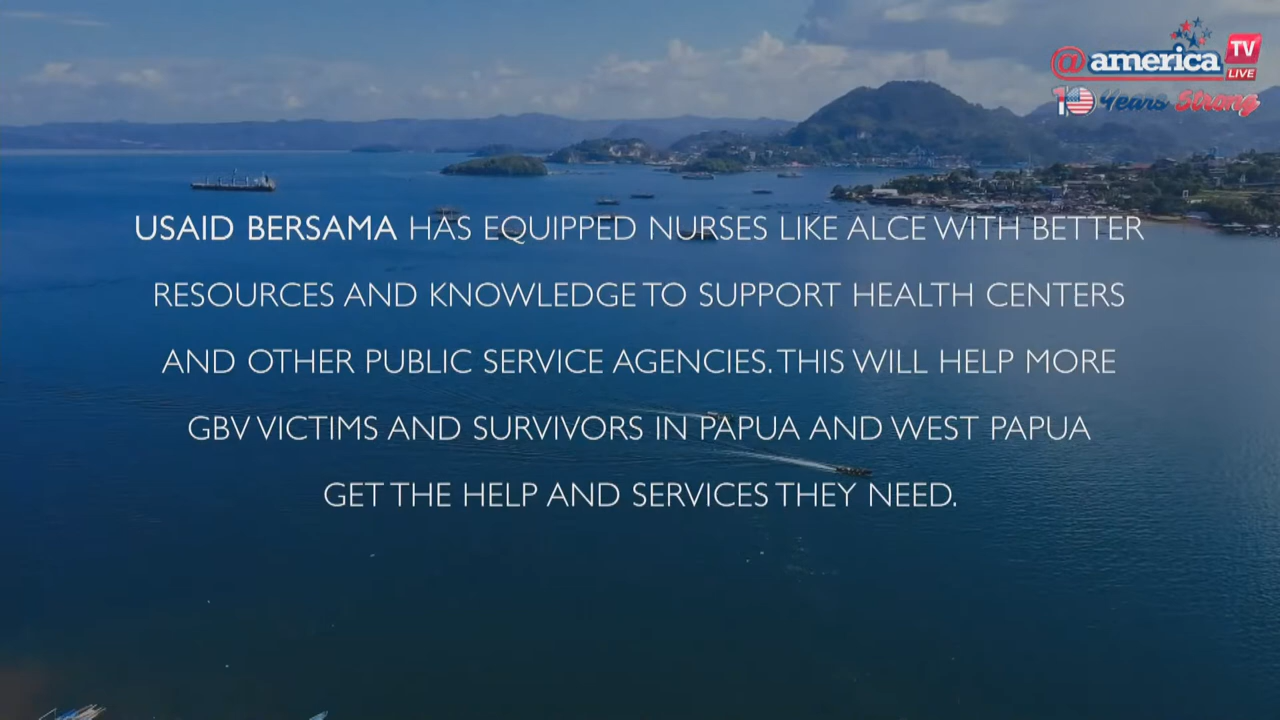 @america TV
LIVE
10 Years Strong
USAID BERSAMA HAS EQUIPPED NURSES LIKE ALCE WITH BETTER
RESOURCES AND KNOWLEDGE TO SUPPORT HEALTH CENTERS
AND OTHER PUBLIC SERVICE AGENCIES. THIS WILL HELP MORE
GBV VICTIMS AND SURVIVORS IN PAPUA AND WEST PAPUA
GET THE HELP AND SERVICES THEY NEED.